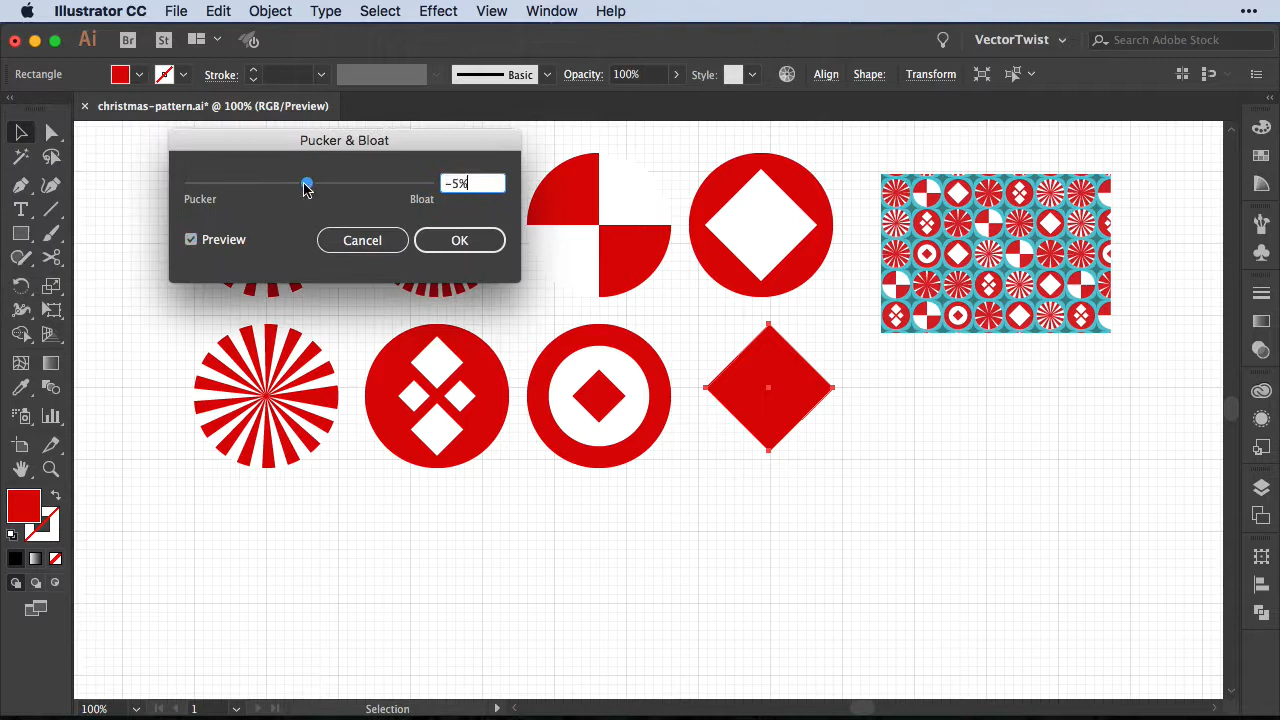 Illustrator CC File Edit Object Type Select Effect View Window Help
Ai Br St VectorTwist Search Adobe Stock
Rectangle Stroke: Basic Opacity: 100% Style: Align Shape: Transform
× christmas-pattern.ai* @ 100% (RGB/Preview)
Pucker & Bloat
-5%
Pucker Bloat
Preview Cancel OK
100% 1 Selection